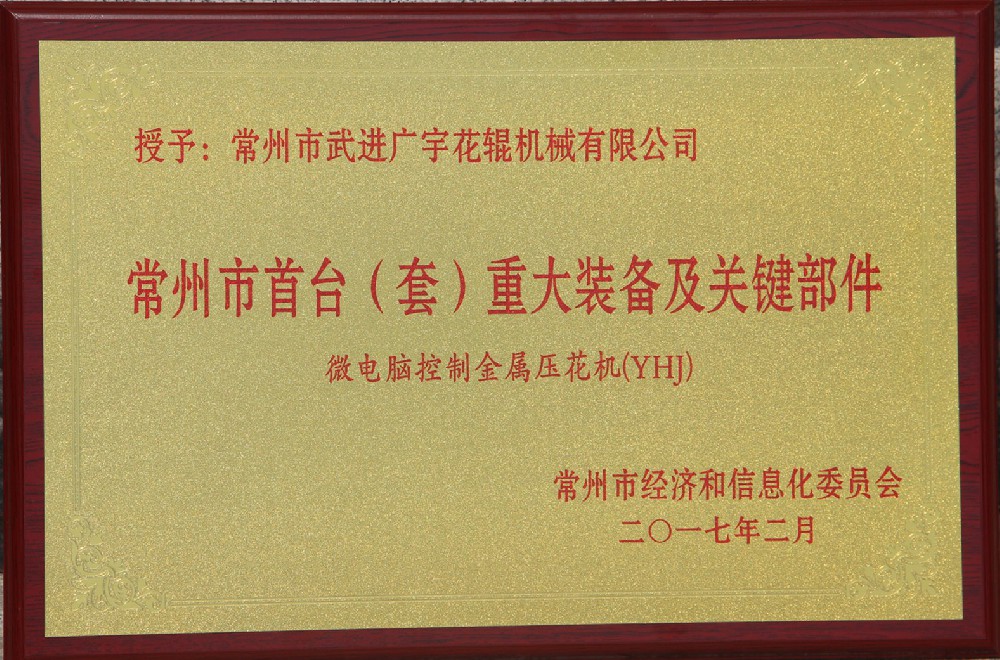 授予：常州市武进广宇花辊机械有限公司
常州市首台（套）重大装备及关键部件
微电脑控制金属压花机(YHJ)
常州市经济和信息化委员会
二〇一七年二月